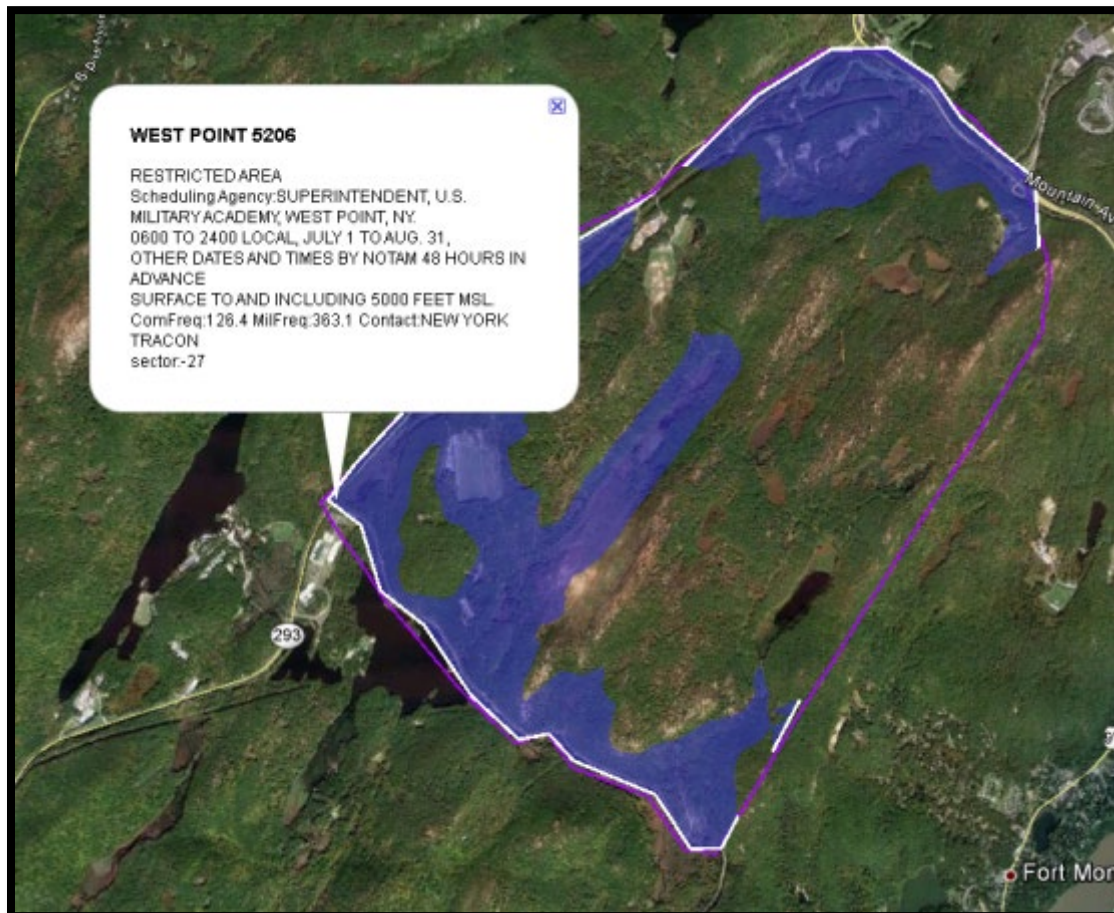 WEST POINT 5206
RESTRICTED AREA
Scheduling Agency:SUPERINTENDENT, U.S.
MILITARY ACADEMY, WEST POINT, NY.
0600 TO 2400 LOCAL, JULY 1 TO AUG. 31,
OTHER DATES AND TIMES BY NOTAM 48 HOURS IN
ADVANCE
SURFACE TO AND INCLUDING 5000 FEET MSL.
ComFreq:126.4 MilFreq:363.1 Contact:NEW YORK
TRACON
sector:-27
Mountain Av
293
Fort Mon